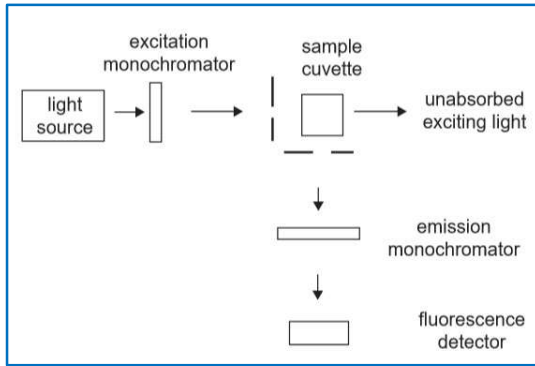 excitation
monochromator
sample
cuvette
light
source
unabsorbed
exciting light
emission
monochromator
fluorescence
detector